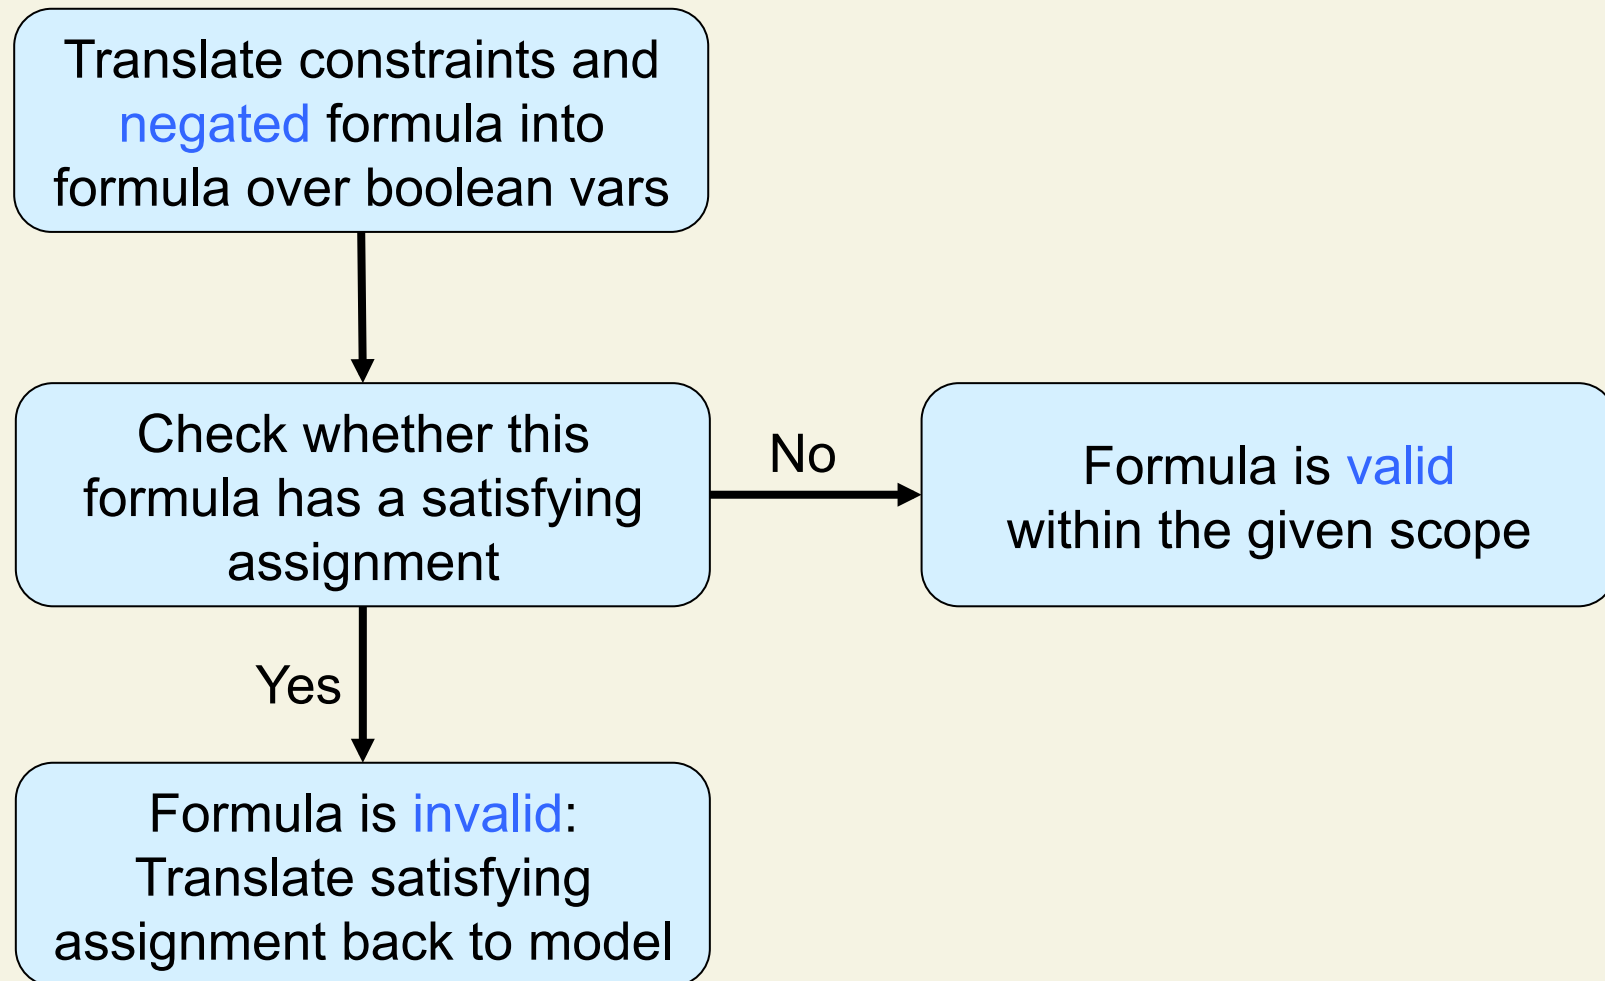 Translate constraints and
negated formula into
formula over boolean vars
Check whether this
formula has a satisfying
assignment
No
Formula is valid
within the given scope
Yes
Formula is invalid:
Translate satisfying
assignment back to model